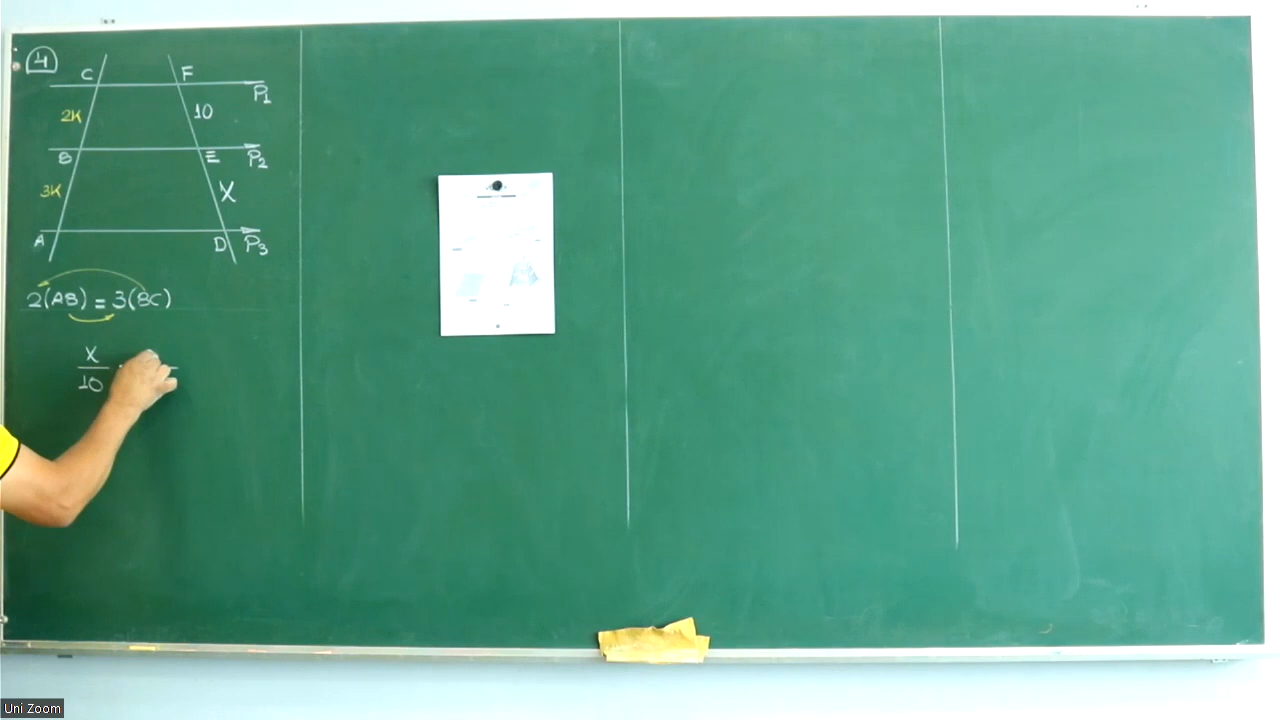 4
C F
P1
2K 10
B E P2
3K X
A D P3
2(AB) = 3(BC)
X
10
Uni Zoom